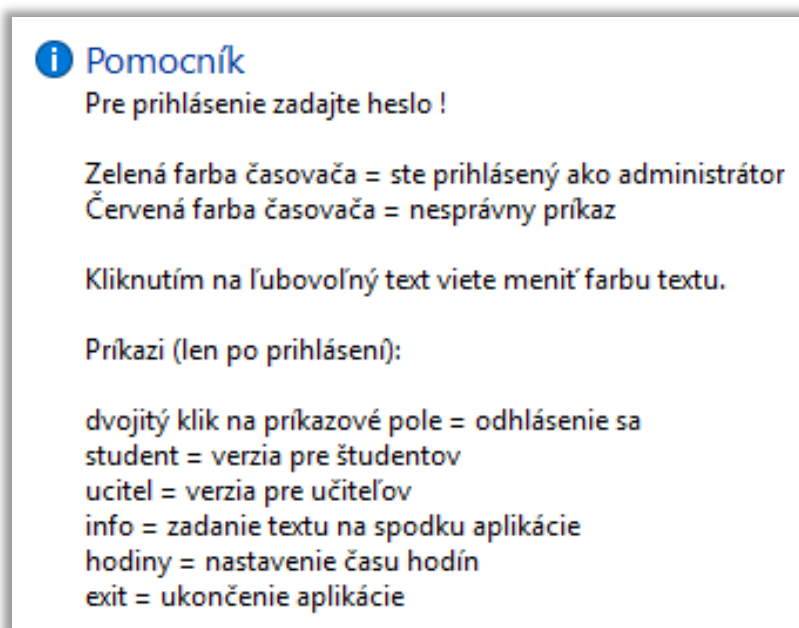 Pomocník
Pre prihlásenie zadajte heslo !
Zelená farba časovača = ste prihlásený ako administrátor
Červená farba časovača = nesprávny príkaz
Kliknutím na ľubovoľný text viete meniť farbu textu.
Príkazi (len po prihlásení):
dvojitý klik na príkazové pole = odhlásenie sa
student = verzia pre študentov
ucitel = verzia pre učiteľov
info = zadanie textu na spodku aplikácie
hodiny = nastavenie času hodín
exit = ukončenie aplikácie